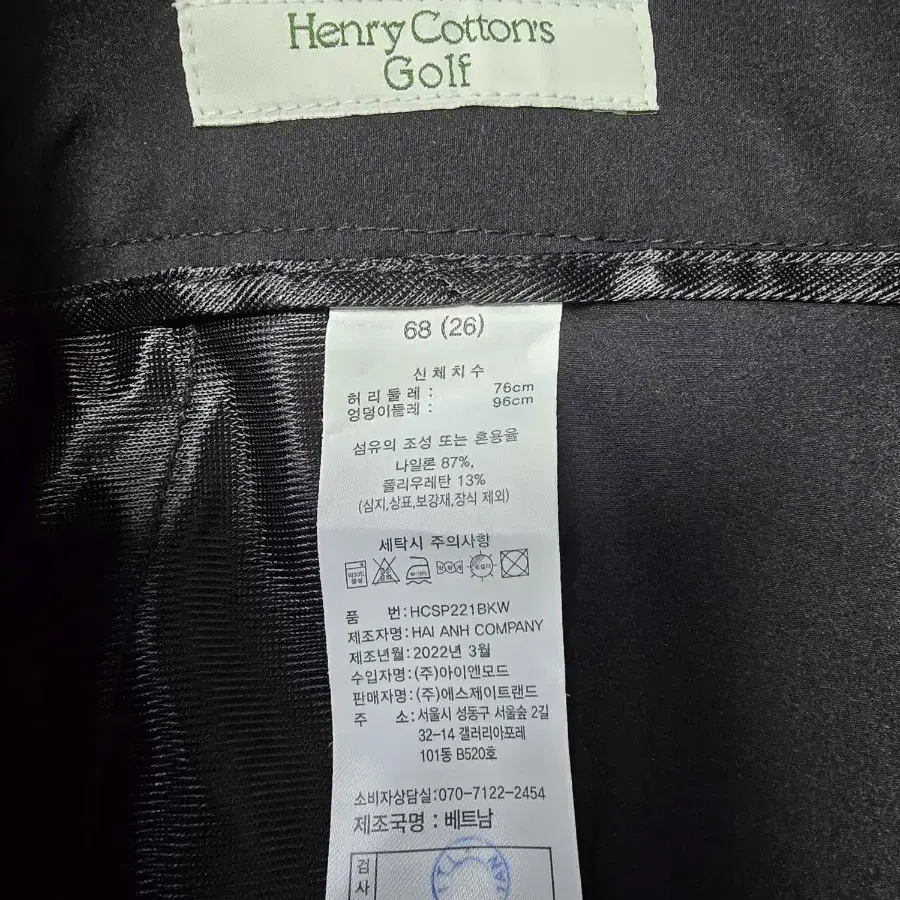 Henry Cotton's
Golf
68 (26)
신체치수
허리둘레 : 76cm
엉덩이둘레 : 96cm
섬유의 조성 또는 혼용율
나일론 87%,
폴리우레탄 13%
(심지,상표,보강재,장식 제외)
세탁시 주의사항
품 번:HCSP221BKW
제조자명:HAI ANH COMPANY
제조년월:2022년 3월
수입자명:(주)아이엔모드
판매자명:(주)에스제이트랜드
주 소:서울시 성동구 서울숲 2길
32-14 갤러리아포레
101동 B520호
소비자상담실:070-7122-2454
제조국명 : 베트남
검
사